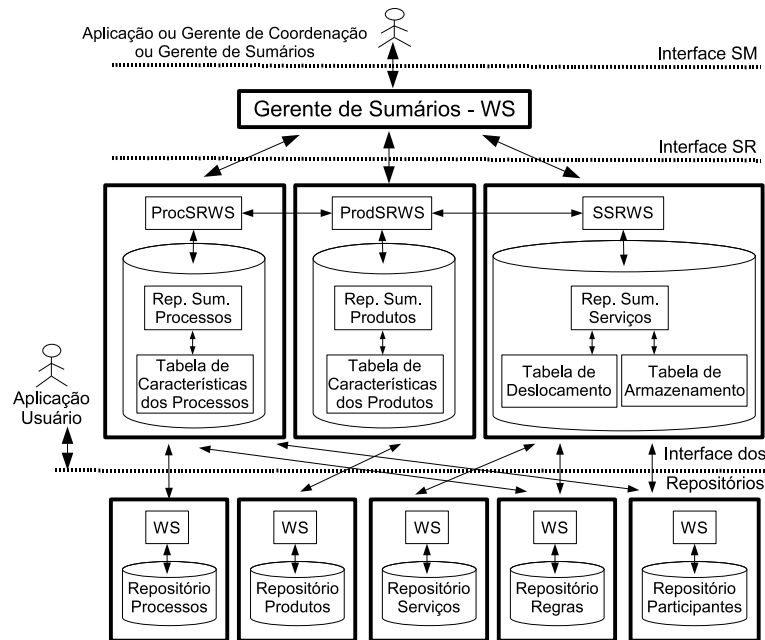 Aplicação ou Gerente de Coordenação
ou Gerente de Sumários
Interface SM
Gerente de Sumários - WS
Interface SR
ProcSRWS
ProdSRWS
SSRWS
Rep. Sum.
Processos
Rep. Sum.
Produtos
Rep. Sum.
Serviços
Tabela de
Características
dos Processos
Tabela de
Características
dos Produtos
Tabela de
Deslocamento
Tabela de
Armazenamento
Aplicação
Usuário
Interface dos
Repositórios
WS
WS
WS
WS
WS
Repositório
Processos
Repositório
Produtos
Repositório
Serviços
Repositório
Regras
Repositório
Participantes